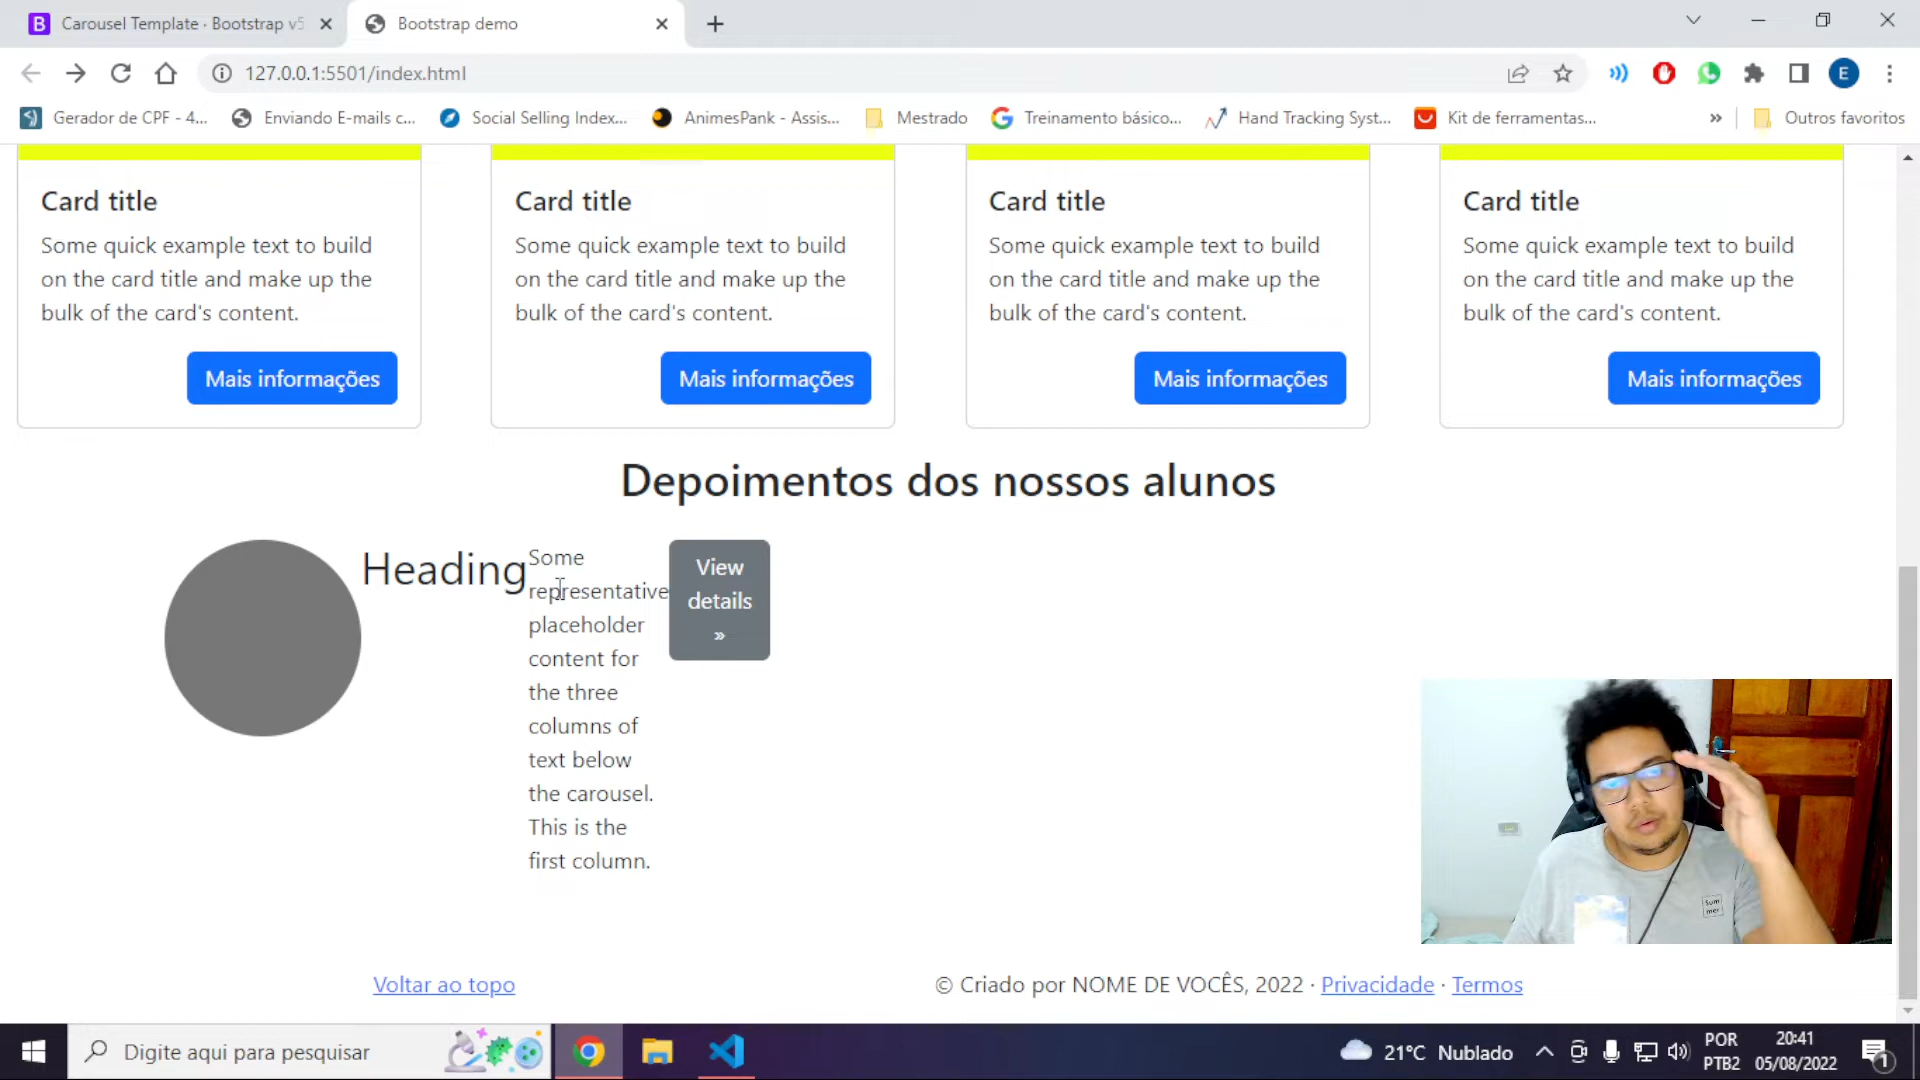 Carousel Template · Bootstrap v5
Bootstrap demo
127.0.0.1:5501/index.html
E
Gerador de CPF - 4...
Enviando E-mails c...
Social Selling Index...
AnimesPank - Assis...
Mestrado
Treinamento básico...
Hand Tracking Syst...
Kit de ferramentas...
»
Outros favoritos
Card title
Some quick example text to build
on the card title and make up the
bulk of the card's content.
Mais informações
Card title
Some quick example text to build
on the card title and make up the
bulk of the card's content.
Mais informações
Card title
Some quick example text to build
on the card title and make up the
bulk of the card's content.
Mais informações
Card title
Some quick example text to build
on the card title and make up the
bulk of the card's content.
Mais informações
Depoimentos dos nossos alunos
Heading
Some
representative
placeholder
content for
the three
columns of
text below
the carousel.
This is the
first column.
View
details
»
Sum
mer
Voltar ao topo
© Criado por NOME DE VOCÊS, 2022 · Privacidade · Termos
Digite aqui para pesquisar
21°C Nublado
POR
PTB2
20:41
05/08/2022
1